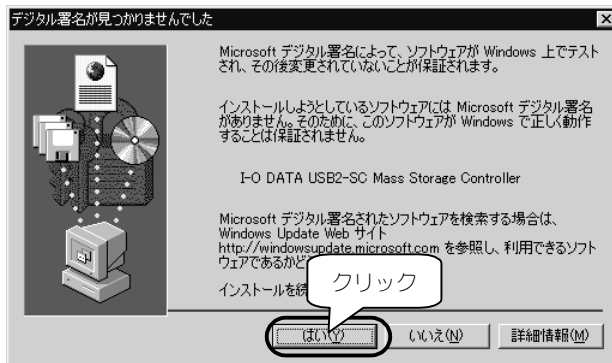 デジタル署名が見つかりませんでした
Microsoft デジタル署名によって、ソフトウェアが Windows 上でテスト
され、その後変更されていないことが保証されます。
インストールしようとしているソフトウェアには Microsoft デジタル署名
がありません。そのために、このソフトウェアが Windows で正しく動作
することは保証されません。
I-O DATA USB2-SC Mass Storage Controller
Microsoft デジタル署名されたソフトウェアを検索する場合は、
Windows Update Web サイト
http://windowsupdate.microsoft.com を参照し、利用できるソフト
ウェアであるかど
インストールを続
クリック
はい(Y)
いいえ(N)
詳細情報(M)